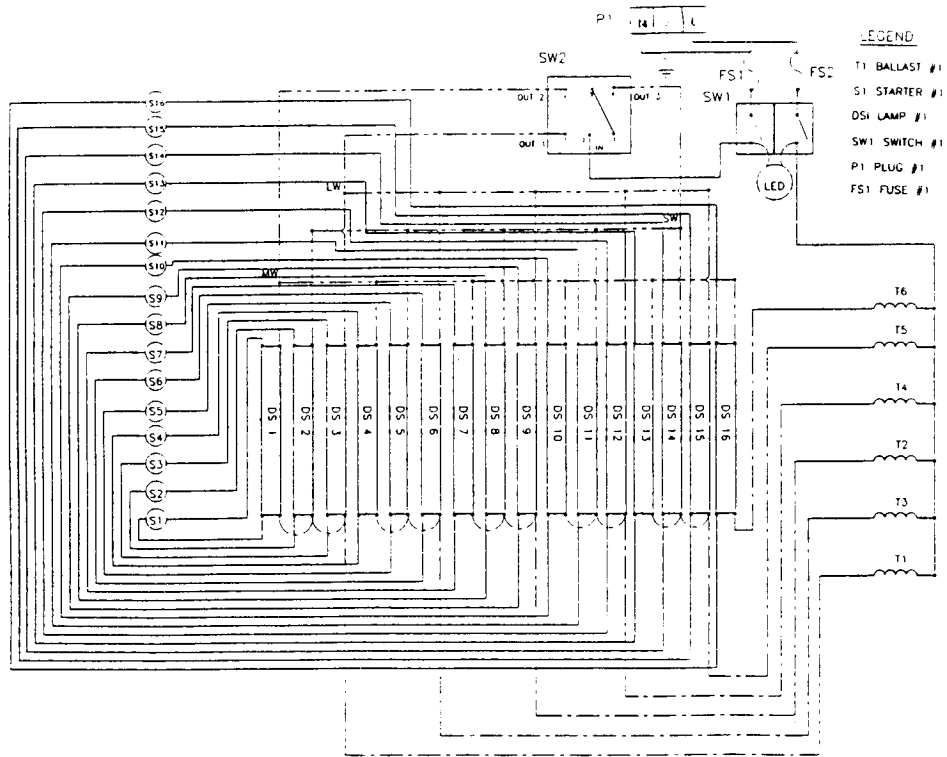 P1
N
L
LEGEND
SW2
FS1
FS2
T1 BALLAST #1
S1 STARTER #1
DS1 LAMP #1
SW1 SWITCH #1
P1 PLUG #1
FS1 FUSE #1
OUT 2
OUT 3
SW1
OUT 1
IN
LED
S16
S15
S14
S13
LW
S12
SW
S11
S10
MW
S9
S8
S7
S6
S5
S4
S3
S2
S1
DS 1
DS 2
DS 3
DS 4
DS 5
DS 6
DS 7
DS 8
DS 9
DS 10
DS 11
DS 12
DS 13
DS 14
DS 15
DS 16
T6
T5
T4
T2
T3
T1